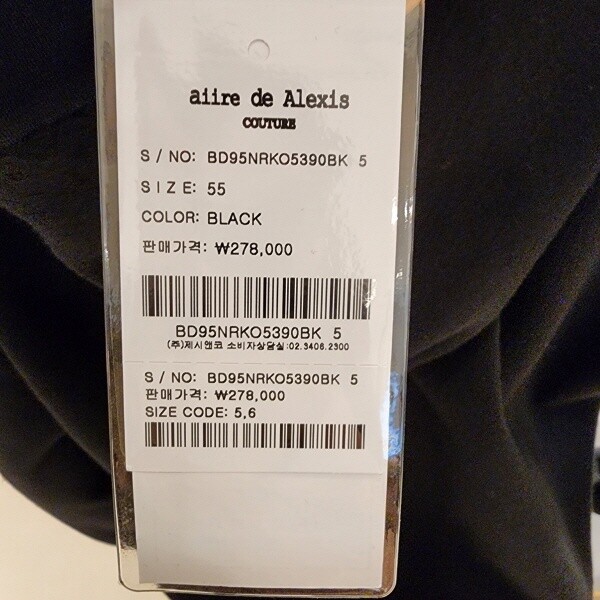 aiire de Alexis
COUTURE
S / NO: BD95NRKO5390BK 5
SIZE: 55
COLOR: BLACK
판매가격: ₩278,000
BD95NRKO5390BK 5
(주)제시앤코 소비자상담실:02.3406.2300
S / NO: BD95NRKO5390BK 5
판매가격: ₩278,000
SIZE CODE: 5,6